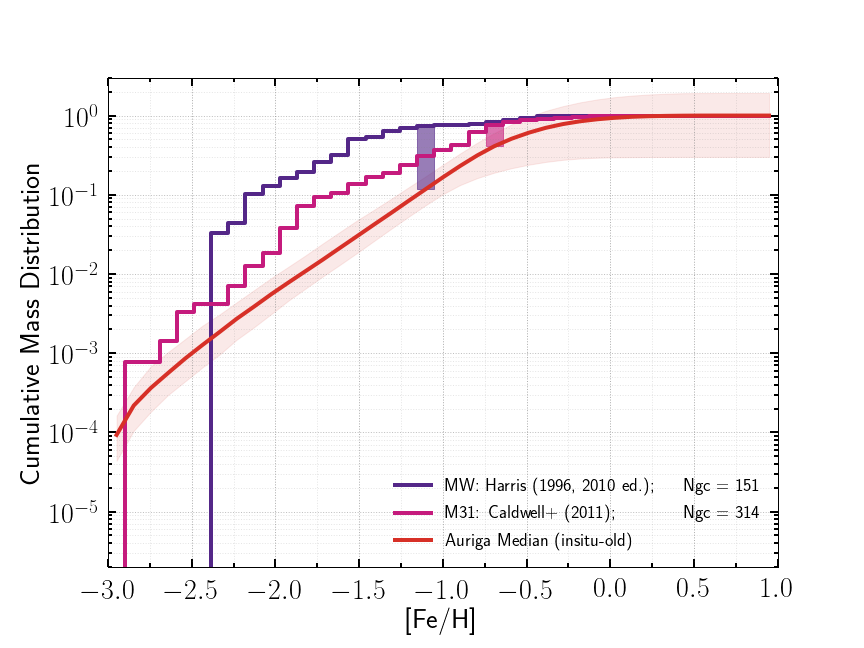 Cumulative Mass Distribution
10^0
10^-1
10^-2
10^-3
10^-4
10^-5
MW: Harris (1996, 2010 ed.); Ngc = 151
M31: Caldwell+ (2011); Ngc = 314
Auriga Median (insitu-old)
−3.0 −2.5 −2.0 −1.5 −1.0 −0.5 0.0 0.5 1.0
[Fe/H]